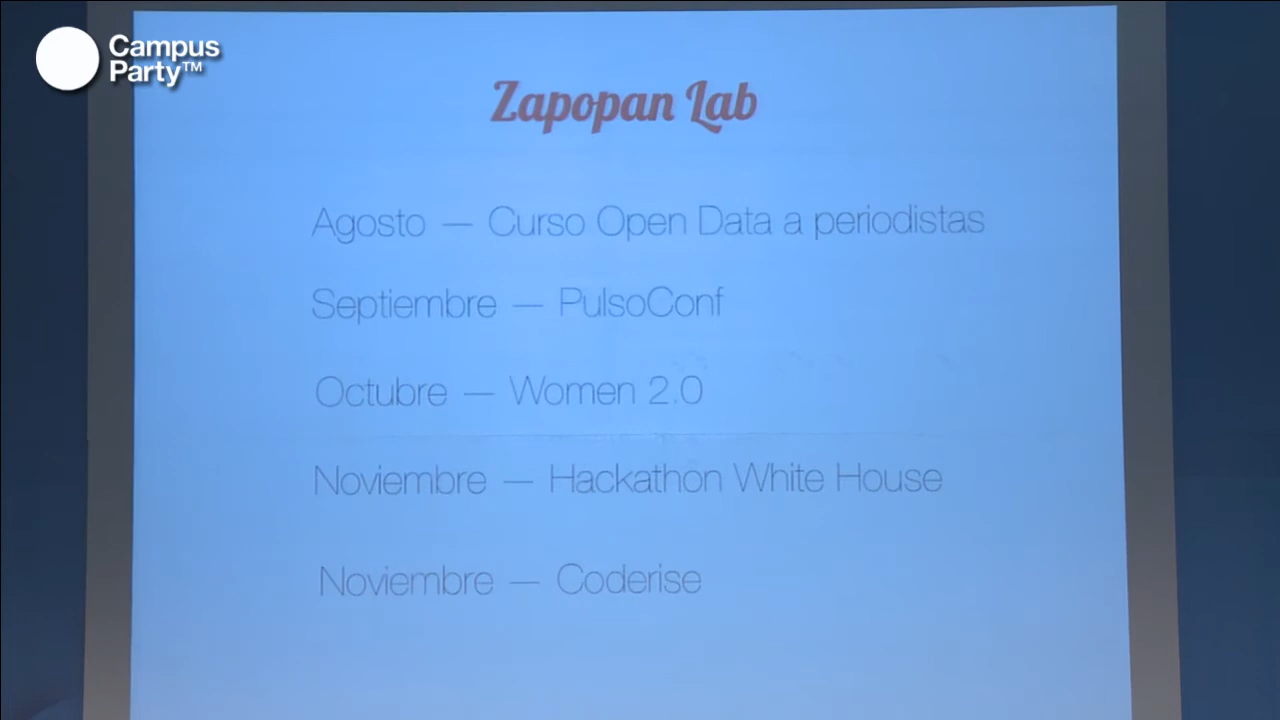 Campus
Party™
Zapopan Lab
Agosto — Curso Open Data a periodistas
Septiembre — PulsoConf
Octubre — Women 2.0
Noviembre — Hackathon White House
Noviembre — Coderise